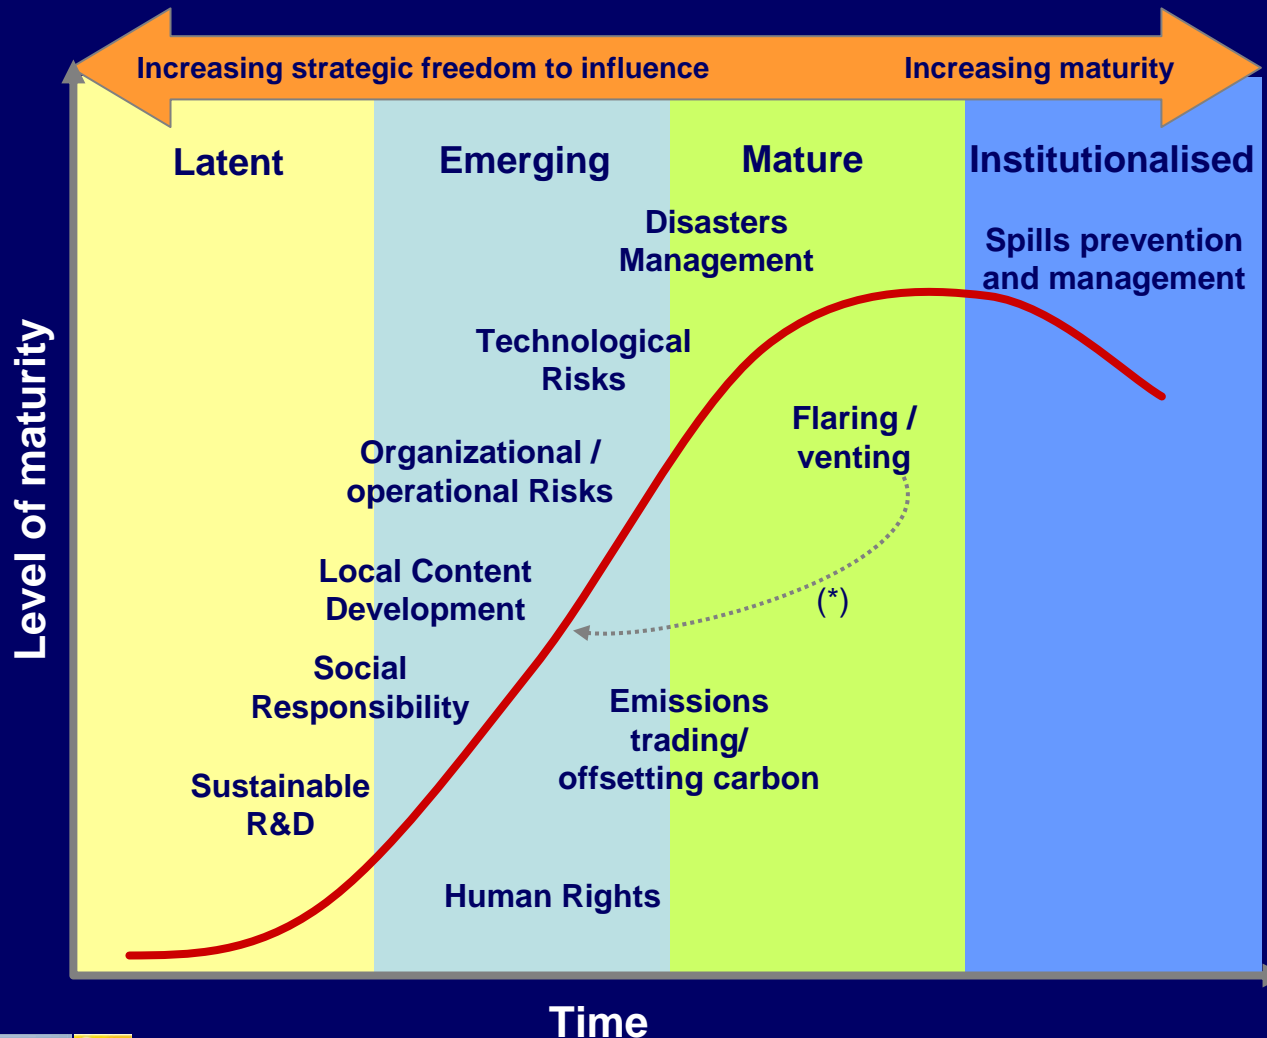 Increasing strategic freedom to influence
Increasing maturity
Latent
Emerging
Mature
Institutionalised
Disasters
Management
Spills prevention
and management
Technological
Risks
Flaring /
venting
Organizational /
operational Risks
Local Content
Development
(*)
Social
Responsibility
Emissions
trading/
offsetting carbon
Sustainable
R&D
Human Rights
Level of maturity
Time